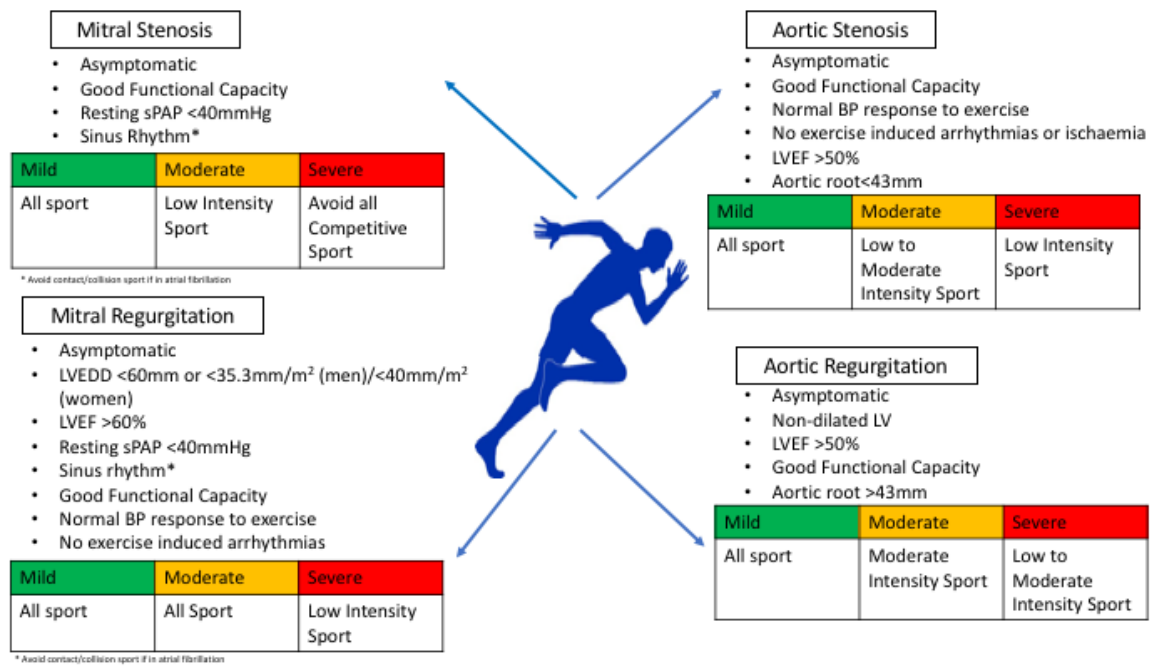 Mitral Stenosis
• Asymptomatic
• Good Functional Capacity
• Resting sPAP <40mmHg
• Sinus Rhythm*
Mild Moderate Severe
All sport Low Intensity Avoid all
Sport Competitive
Sport
* Avoid contact/collision sport if in atrial fibrillation
Aortic Stenosis
• Asymptomatic
• Good Functional Capacity
• Normal BP response to exercise
• No exercise induced arrhythmias or ischaemia
• LVEF >50%
• Aortic root<43mm
Mild Moderate Severe
All sport Low to Low Intensity
Moderate Sport
Intensity Sport
Mitral Regurgitation
• Asymptomatic
• LVEDD <60mm or <35.3mm/m² (men)/<40mm/m²
(women)
• LVEF >60%
• Resting sPAP <40mmHg
• Sinus rhythm*
• Good Functional Capacity
• Normal BP response to exercise
• No exercise induced arrhythmias
Mild Moderate Severe
All sport All Sport Low Intensity
Sport
* Avoid contact/collision sport if in atrial fibrillation
Aortic Regurgitation
• Asymptomatic
• Non-dilated LV
• LVEF >50%
• Good Functional Capacity
• Aortic root >43mm
Mild Moderate Severe
All sport Moderate Low to
Intensity Sport Moderate
Intensity Sport